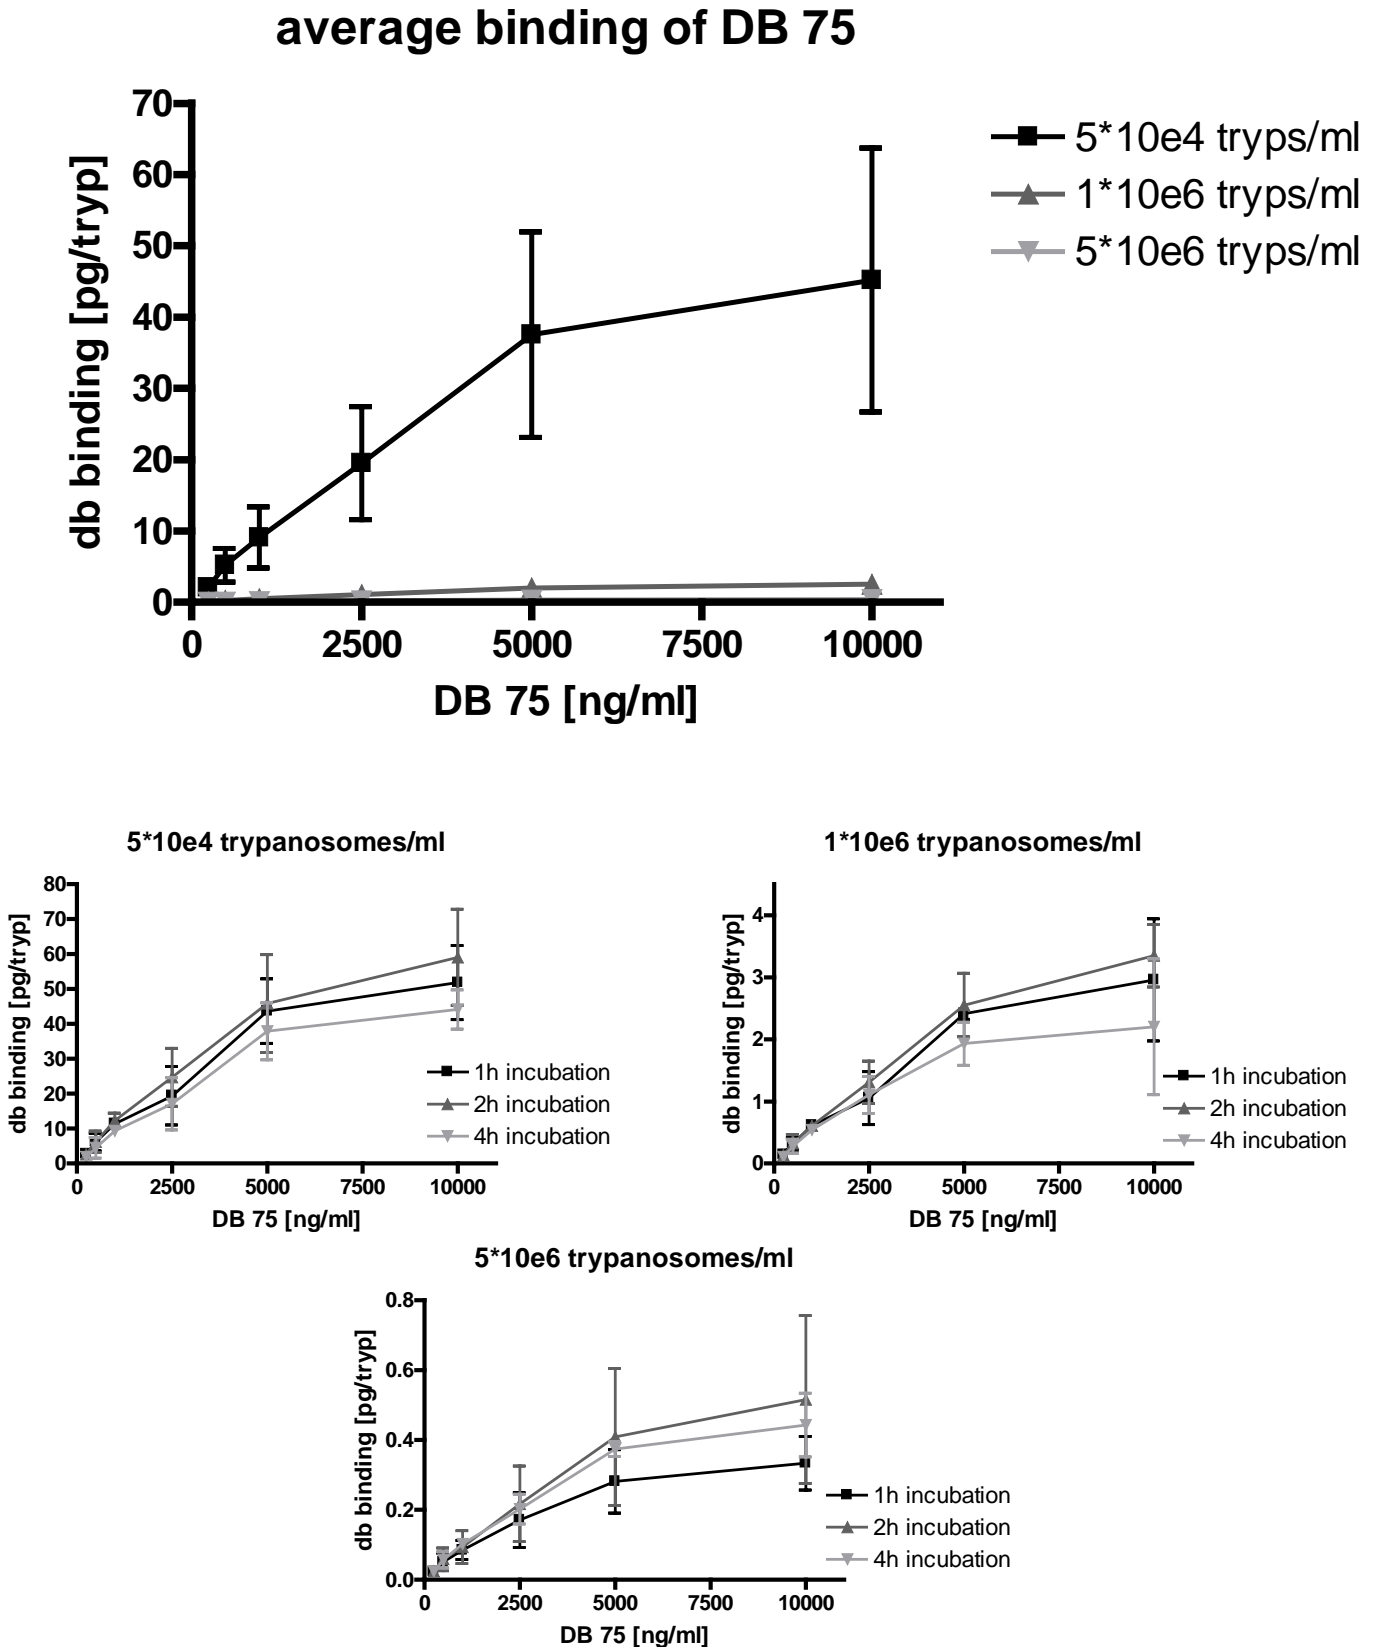 average binding of DB 75
70
60
50
40
30
20
10
0
db binding [pg/tryp]
0 2500 5000 7500 10000
DB 75 [ng/ml]
5*10e4 tryps/ml
1*10e6 tryps/ml
5*10e6 tryps/ml
5*10e4 trypanosomes/ml
80
70
60
50
40
30
20
10
0
db binding [pg/tryp]
0 2500 5000 7500 10000
DB 75 [ng/ml]
1h incubation
2h incubation
4h incubation
1*10e6 trypanosomes/ml
4
3
2
1
0
db binding [pg/tryp]
0 2500 5000 7500 10000
DB 75 [ng/ml]
1h incubation
2h incubation
4h incubation
5*10e6 trypanosomes/ml
0.8
0.6
0.4
0.2
0.0
db binding [pg/tryp]
0 2500 5000 7500 10000
DB 75 [ng/ml]
1h incubation
2h incubation
4h incubation